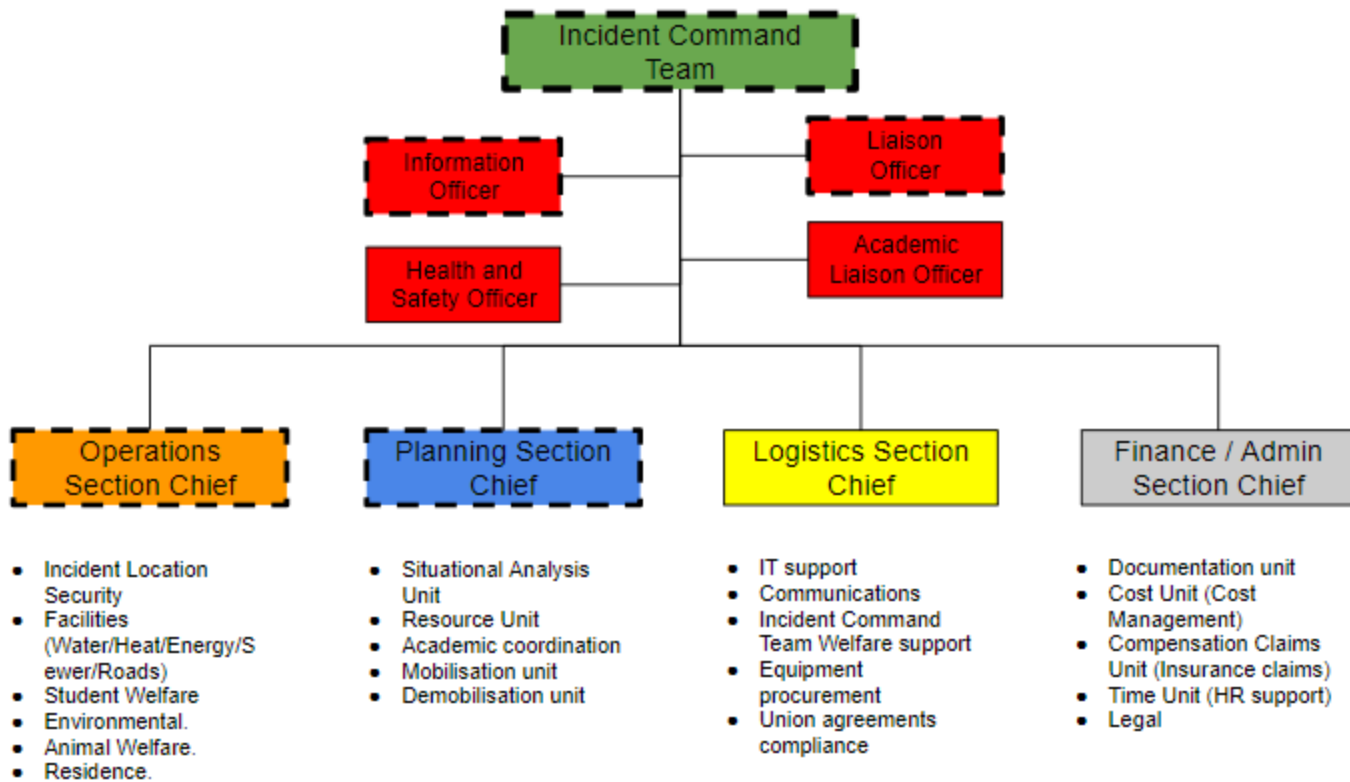 Incident Command
Team
Information
Officer
Liaison
Officer
Health and
Safety Officer
Academic
Liaison Officer
Operations
Section Chief
Planning Section
Chief
Logistics Section
Chief
Finance / Admin
Section Chief
● Incident Location
Security
● Facilities
(Water/Heat/Energy/S
ewer/Roads)
● Student Welfare
● Environmental.
● Animal Welfare.
● Residence.
● Situational Analysis
Unit
● Resource Unit
● Academic coordination
● Mobilisation unit
● Demobilisation unit
● IT support
● Communications
● Incident Command
Team Welfare support
● Equipment
procurement
● Union agreements
compliance
● Documentation unit
● Cost Unit (Cost
Management)
● Compensation Claims
Unit (Insurance claims)
● Time Unit (HR support)
● Legal